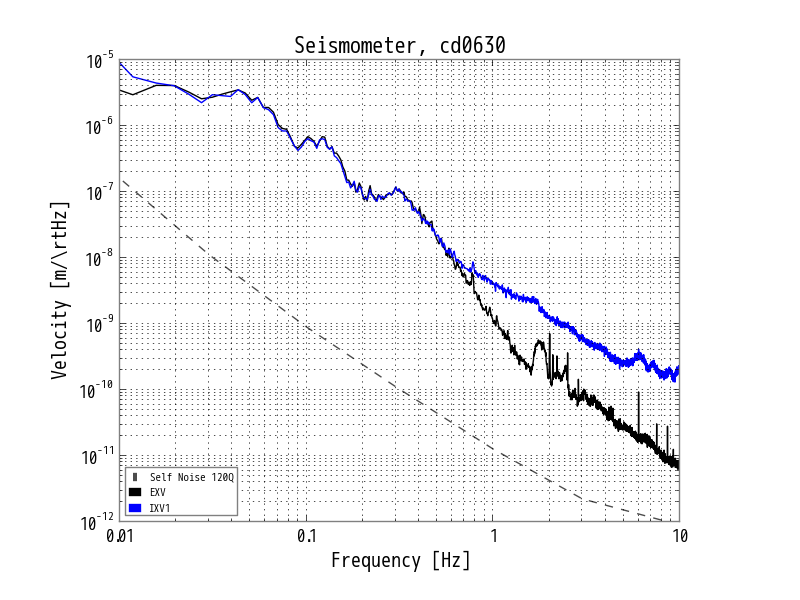 Seismometer, cd0630
Velocity [m/\rtHz]
10^-5
10^-6
10^-7
10^-8
10^-9
10^-10
10^-11
10^-12
Self Noise 120Q
EXV
IXV1
0.01 0.1 1 10
Frequency [Hz]